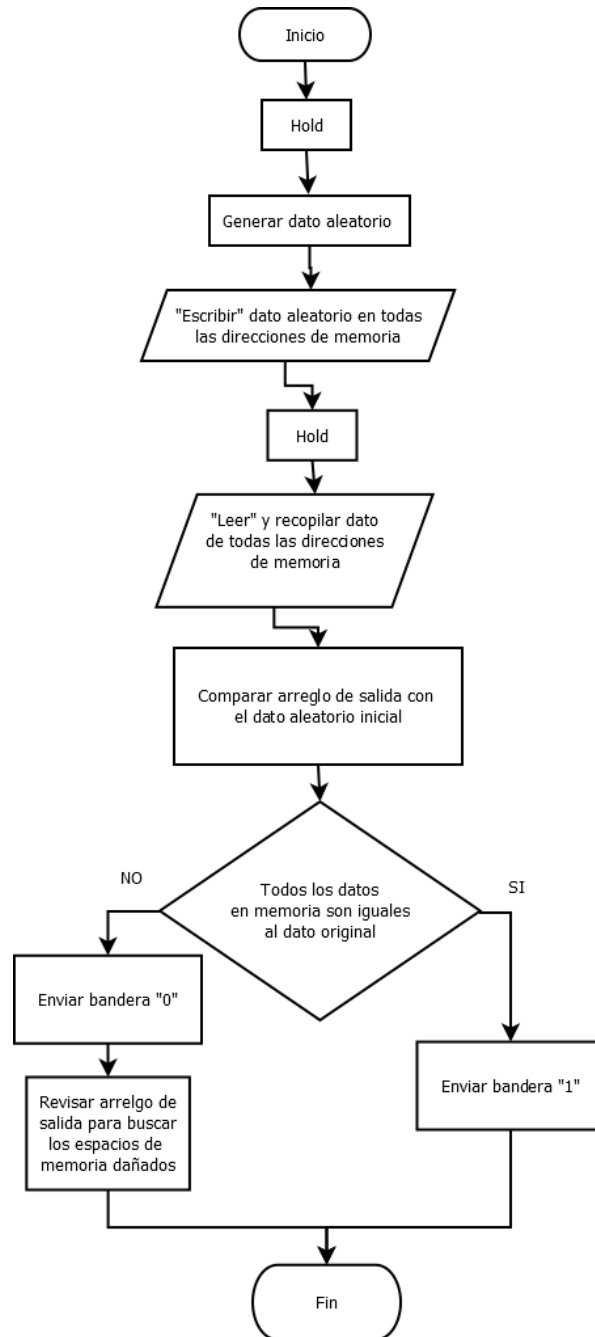 Inicio
Hold
Generar dato aleatorio
"Escribir" dato aleatorio en todas
las direcciones de memoria
Hold
"Leer" y recopilar dato
de todas las direcciones
de memoria
Comparar arreglo de salida con
el dato aleatorio inicial
Todos los datos
en memoria son iguales
al dato original
NO
SI
Enviar bandera "0"
Revisar arrelgo de
salida para buscar
los espacios de
memoria dañados
Enviar bandera "1"
Fin